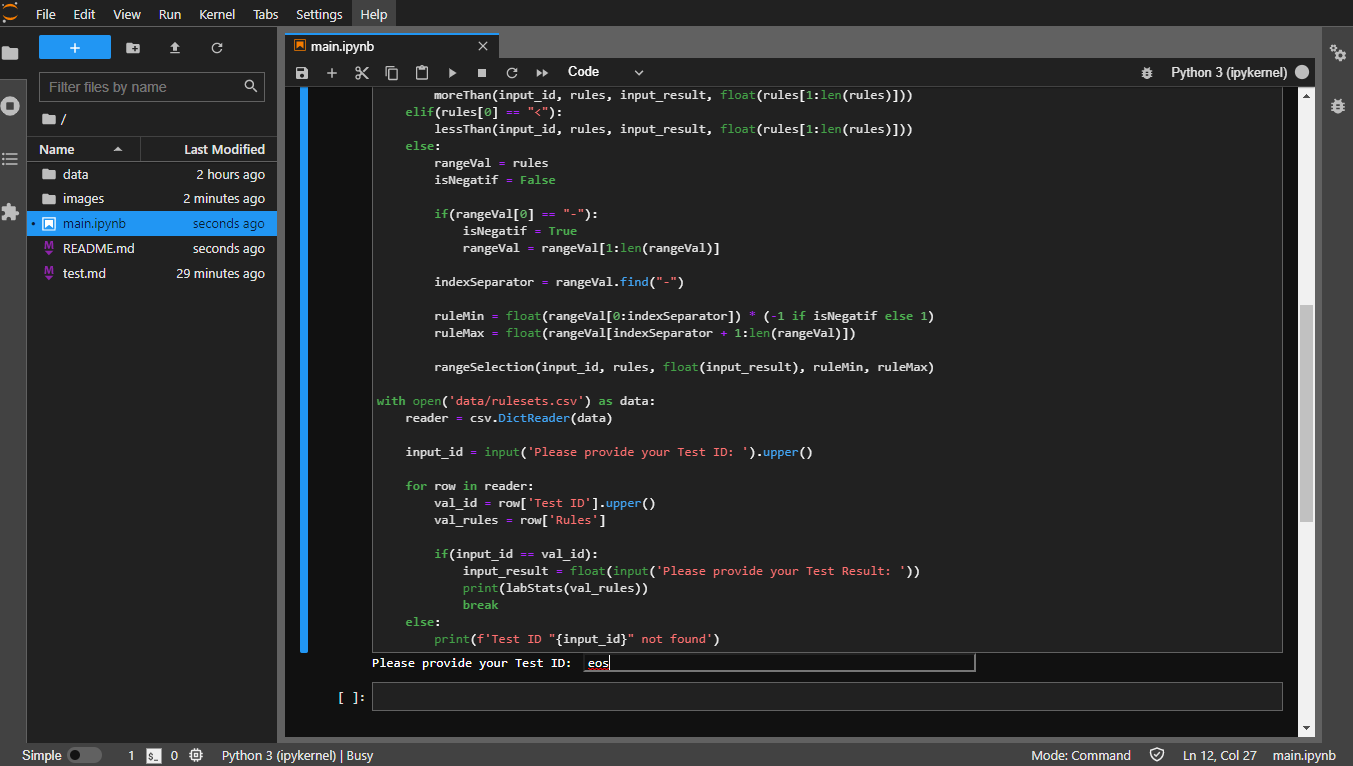 File Edit View Run Kernel Tabs Settings Help
+
Filter files by name
/
Name Last Modified
data 2 hours ago
images 2 minutes ago
main.ipynb seconds ago
README.md seconds ago
test.md 29 minutes ago
main.ipynb
Code
Python 3 (ipykernel)
        moreThan(input_id, rules, input_result, float(rules[1:len(rules)]))
    elif(rules[0] == "<"):
        lessThan(input_id, rules, input_result, float(rules[1:len(rules)]))
    else:
        rangeVal = rules
        isNegatif = False
        if(rangeVal[0] == "-"):
            isNegatif = True
            rangeVal = rangeVal[1:len(rangeVal)]
        indexSeparator = rangeVal.find("-")
        ruleMin = float(rangeVal[0:indexSeparator]) * (-1 if isNegatif else 1)
        ruleMax = float(rangeVal[indexSeparator + 1:len(rangeVal)])
        rangeSelection(input_id, rules, float(input_result), ruleMin, ruleMax)
with open('data/rulesets.csv') as data:
    reader = csv.DictReader(data)
    input_id = input('Please provide your Test ID: ').upper()
    for row in reader:
        val_id = row['Test ID'].upper()
        val_rules = row['Rules']
        if(input_id == val_id):
            input_result = float(input('Please provide your Test Result: '))
            print(labStats(val_rules))
            break
    else:
        print(f'Test ID "{input_id}" not found')
Please provide your Test ID: eos
[ ]:
Simple 1 $_ 0 Python 3 (ipykernel) | Busy Mode: Command Ln 12, Col 27 main.ipynb